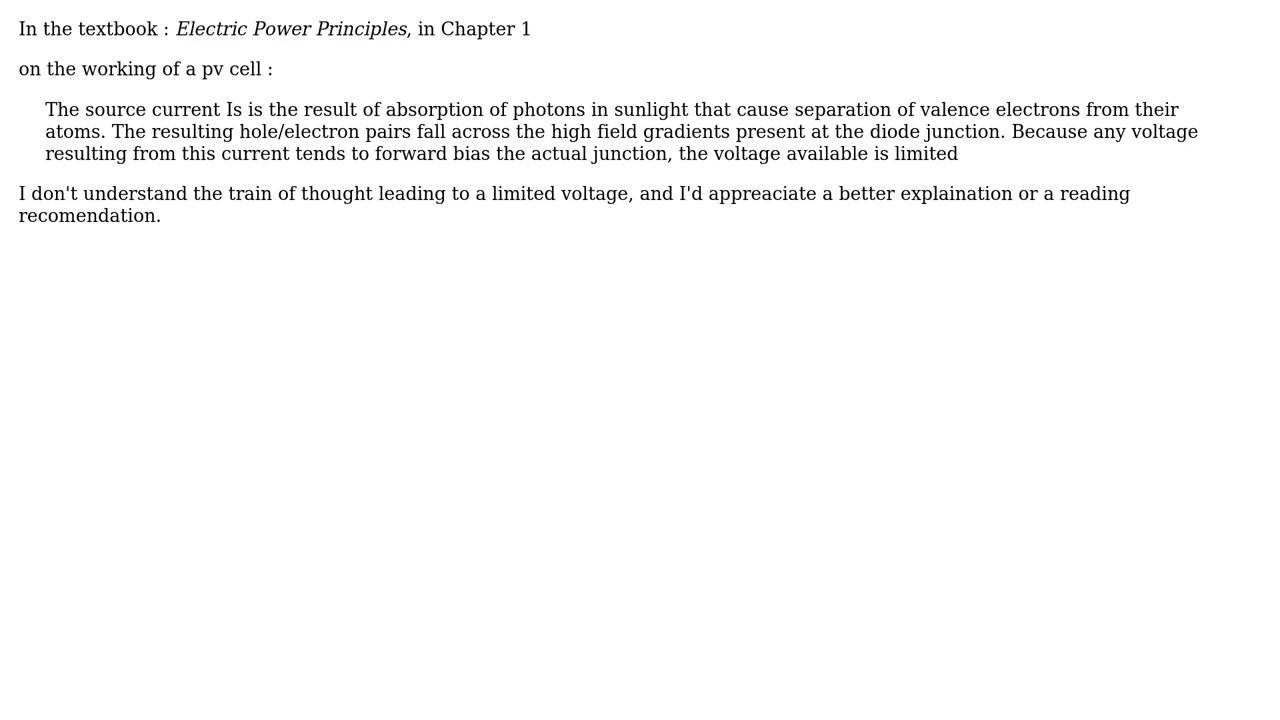 In the textbook : Electric Power Principles, in Chapter 1
on the working of a pv cell :
The source current Is is the result of absorption of photons in sunlight that cause separation of valence electrons from their
atoms. The resulting hole/electron pairs fall across the high field gradients present at the diode junction. Because any voltage
resulting from this current tends to forward bias the actual junction, the voltage available is limited
I don't understand the train of thought leading to a limited voltage, and I'd appreaciate a better explaination or a reading
recomendation.